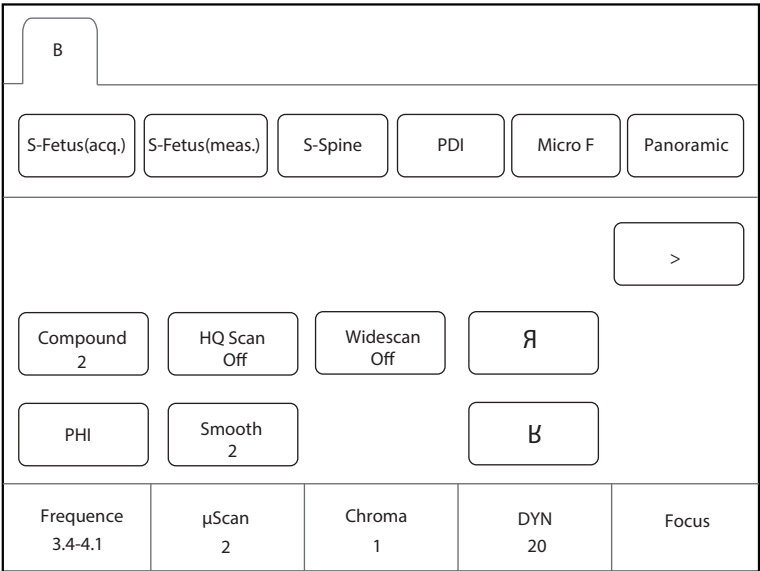 B
S-Fetus(acq.) S-Fetus(meas.) S-Spine PDI Micro F Panoramic
>
Compound HQ Scan Widescan Я
2 Off Off
PHI Smooth ʁ
2
Frequence µScan Chroma DYN Focus
3.4-4.1 2 1 20